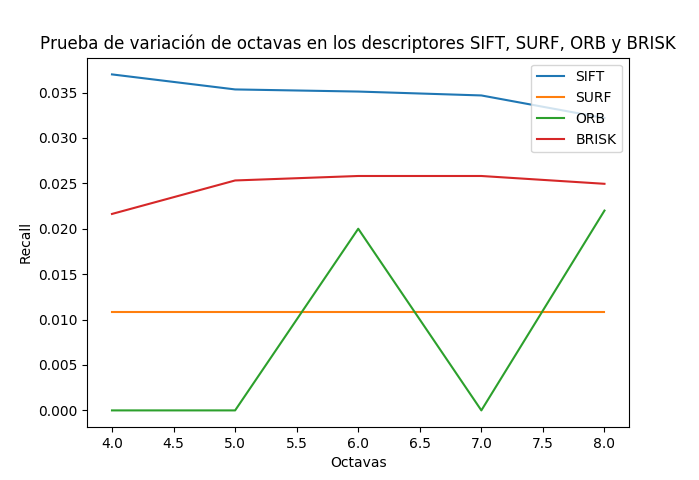 Prueba de variación de octavas en los descriptores SIFT, SURF, ORB y BRISK
SIFT
SURF
ORB
BRISK
0.035
0.030
0.025
0.020
0.015
0.010
0.005
0.000
Recall
4.0 4.5 5.0 5.5 6.0 6.5 7.0 7.5 8.0
Octavas